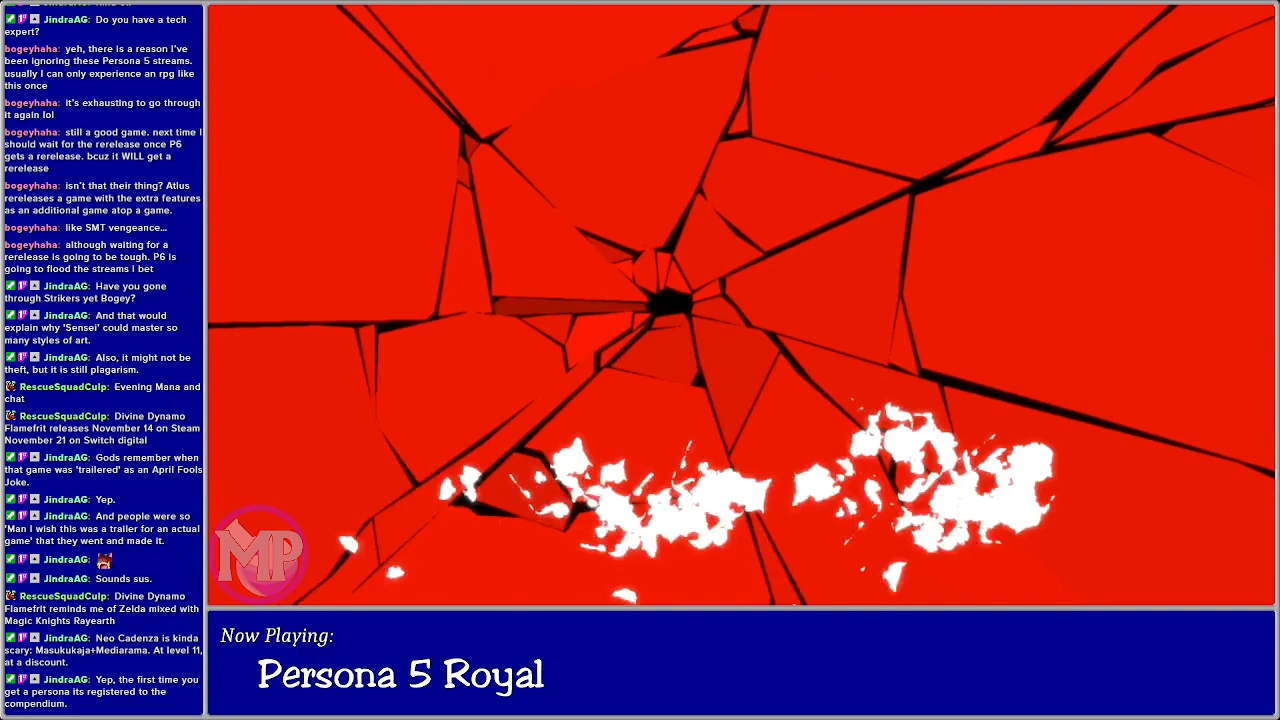 JindraAG: Do you have a tech
expert?
bogeyhaha: yeh, there is a reason I've
been ignoring these Persona 5 streams.
usually I can only experience an rpg like
this once
bogeyhaha: it's exhausting to go through
it again lol
bogeyhaha: still a good game. next time I
should wait for the rerelease once P6
gets a rerelease. bcuz it WILL get a
rerelease
bogeyhaha: isn't that their thing? Atlus
rereleases a game with the extra features
as an additional game atop a game.
bogeyhaha: like SMT vengeance...
bogeyhaha: although waiting for a
rerelease is going to be tough. P6 is
going to flood the streams I bet
JindraAG: Have you gone
through Strikers yet Bogey?
JindraAG: And that would
explain why 'Sensei' could master so
many styles of art.
JindraAG: Also, it might not be
theft, but it is still plagarism.
RescueSquadCulp: Evening Mana and
chat
RescueSquadCulp: Divine Dynamo
Flamefrit releases November 14 on Steam
November 21 on Switch digital
JindraAG: Gods remember when
that game was 'trailered' as an April Fools
Joke.
JindraAG: Yep.
JindraAG: And people were so
'Man I wish this was a trailer for an actual
game' that they went and made it.
JindraAG:
JindraAG: Sounds sus.
RescueSquadCulp: Divine Dynamo
Flamefrit reminds me of Zelda mixed with
Magic Knights Rayearth
JindraAG: Neo Cadenza is kinda
scary: Masukukaja+Mediarama. At level 11,
at a discount.
JindraAG: Yep, the first time you
get a persona its registered to the
compendium.
MP
Now Playing:
Persona 5 Royal